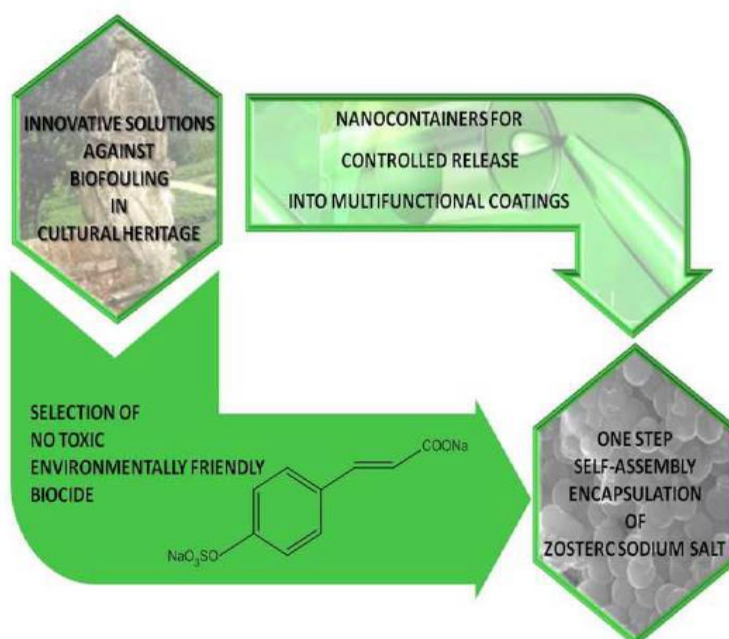 INNOVATIVE SOLUTIONS
AGAINST
BIOFOULING
IN
CULTURAL HERITAGE
NANOCONTAINERS FOR
CONTROLLED RELEASE
INTO MULTIFUNCTIONAL COATINGS
SELECTION OF
NO TOXIC
ENVIRONMENTALLY FRIENDLY
BIOCIDE
COONa
NaO₃SO
ONE STEP
SELF-ASSEMBLY
ENCAPSULATION
OF
ZOSTERC SODIUM SALT